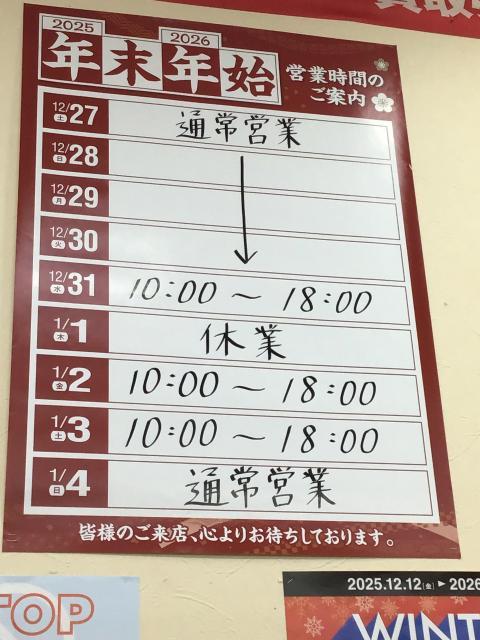 2025
2026
年末年始
営業時間の
ご案内
12/27 土 通常営業
12/28 日
12/29 月
12/30 火
12/31 水 10:00 ～ 18:00
1/1 木 休業
1/2 金 10:00 ～ 18:00
1/3 土 10:00 ～ 18:00
1/4 日 通常営業
皆様のご来店、心よりお待ちしております。
TOP
2025.12.12(金)▶2026
WINT